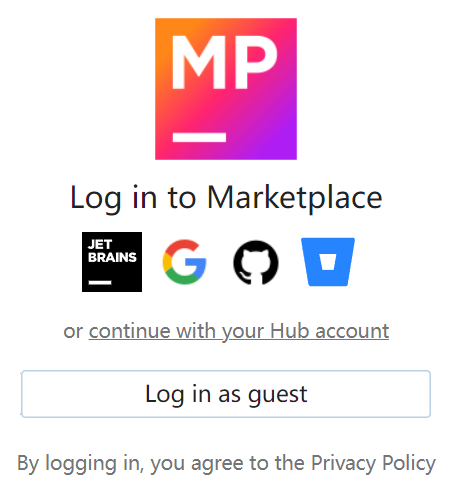 MP
Log in to Marketplace
JET
BRAINS
or continue with your Hub account
Log in as guest
By logging in, you agree to the Privacy Policy